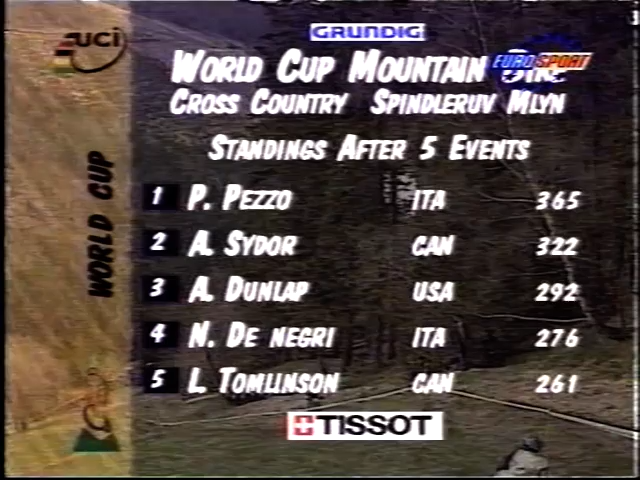 UCI
GRUNDIG
WORLD CUP MOUNTAIN
EUROSPORT
CROSS COUNTRY SPINDLERUV MLYN
STANDINGS AFTER 5 EVENTS
WORLD CUP
1 P. PEZZO ITA 365
2 A. SYDOR CAN 322
3 A. DUNLAP USA 292
4 N. DE NEGRI ITA 276
5 L TOMLINSON CAN 261
TISSOT